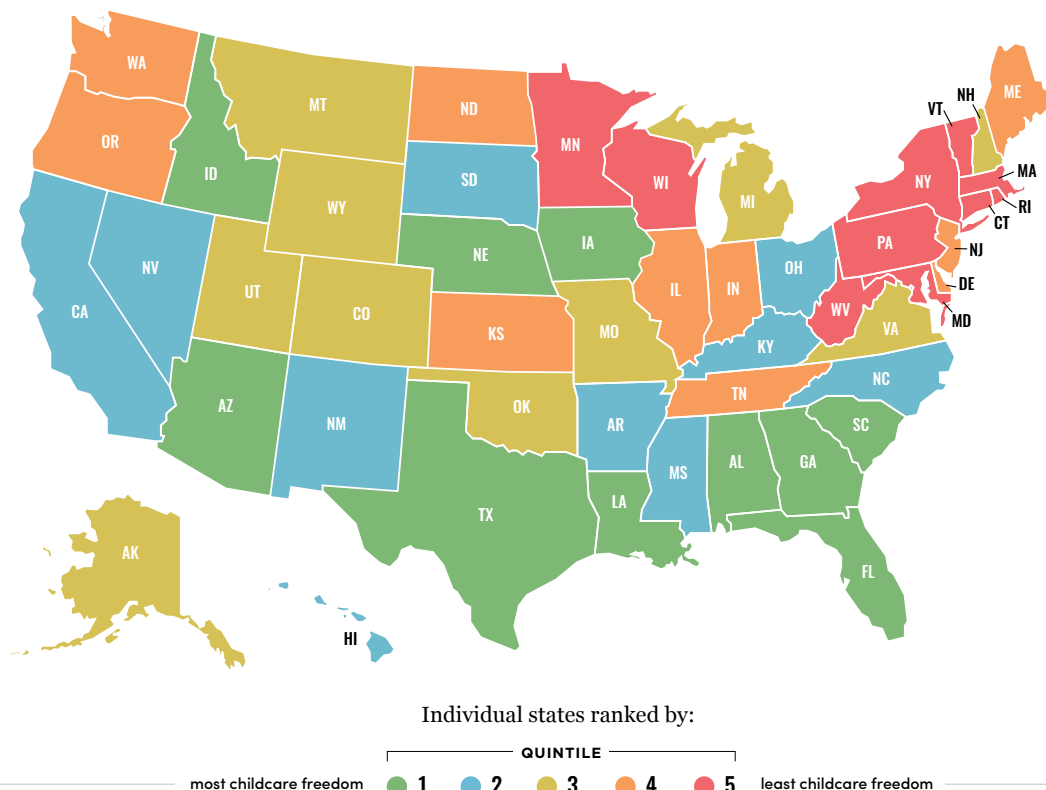 WA
MT
ND
MN
ME
NH
VT
OR
ID
SD
WI
NY
MA
WY
MI
RI
CT
NE
IA
PA
NJ
NV
UT
CO
OH
IL
IN
DE
CA
WV
MD
KS
MO
KY
VA
AZ
NM
OK
TN
NC
AR
SC
MS
AL
GA
TX
LA
AK
FL
HI
Individual states ranked by:
QUINTILE
most childcare freedom 1 2 3 4 5 least childcare freedom